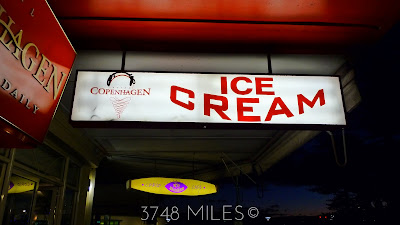 HAGEN
DAILY
COPENHAGEN
ICE
CREAM
3748 MILES©